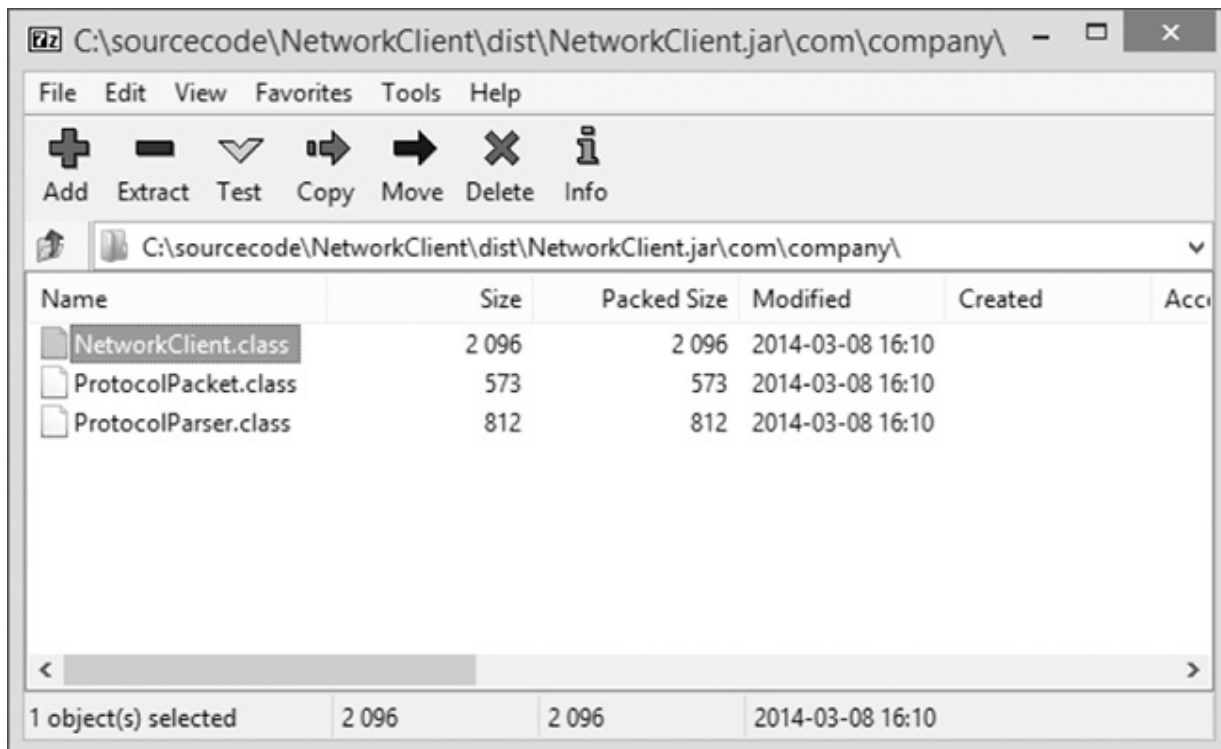 7z C:\sourcecode\NetworkClient\dist\NetworkClient.jar\com\company\
File Edit View Favorites Tools Help
Add Extract Test Copy Move Delete Info
C:\sourcecode\NetworkClient\dist\NetworkClient.jar\com\company\
Name Size Packed Size Modified Created Acce
NetworkClient.class 2 096 2 096 2014-03-08 16:10
ProtocolPacket.class 573 573 2014-03-08 16:10
ProtocolParser.class 812 812 2014-03-08 16:10
1 object(s) selected 2 096 2 096 2014-03-08 16:10